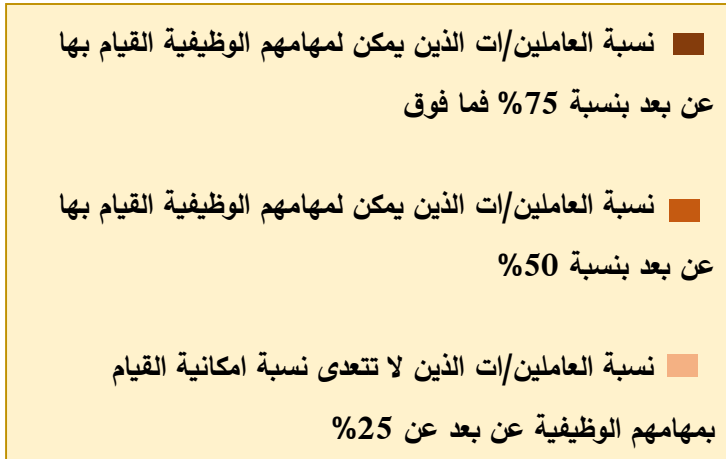 نسبة العاملين/ات الذين يمكن لمهامهم الوظيفية القيام بها
عن بعد بنسبة 75% فما فوق
نسبة العاملين/ات الذين يمكن لمهامهم الوظيفية القيام بها
عن بعد بنسبة 50%
نسبة العاملين/ات الذين لا تتعدى نسبة امكانية القيام
بمهامهم الوظيفية عن بعد عن 25%